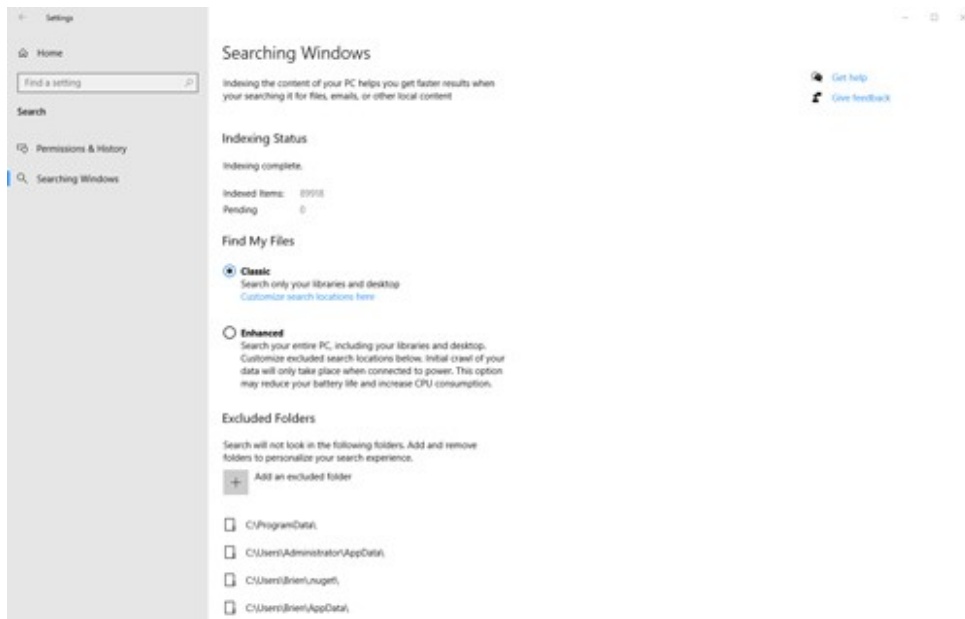 Settings
Home
Find a setting
Search
Permissions & History
Searching Windows
Searching Windows
Indexing the content of your PC helps you get faster results when
your searching it for files, emails, or other local content
Indexing Status
Indexing complete.
Indexed Items: 89918
Pending 0
Find My Files
Classic
Search only your libraries and desktop
Customize search locations here
Enhanced
Search your entire PC, including your libraries and desktop.
Customize excluded search locations below. Initial crawl of your
data will only take place when connected to power. This option
may reduce your battery life and increase CPU consumption.
Excluded Folders
Search will not look in the following folders. Add and remove
folders to personalize your search experience.
Add an excluded folder
C:\ProgramData\
C:\Users\Administrator\AppData\
C:\Users\Brien\.nuget\
C:\Users\Brien\AppData\
Get help
Give feedback